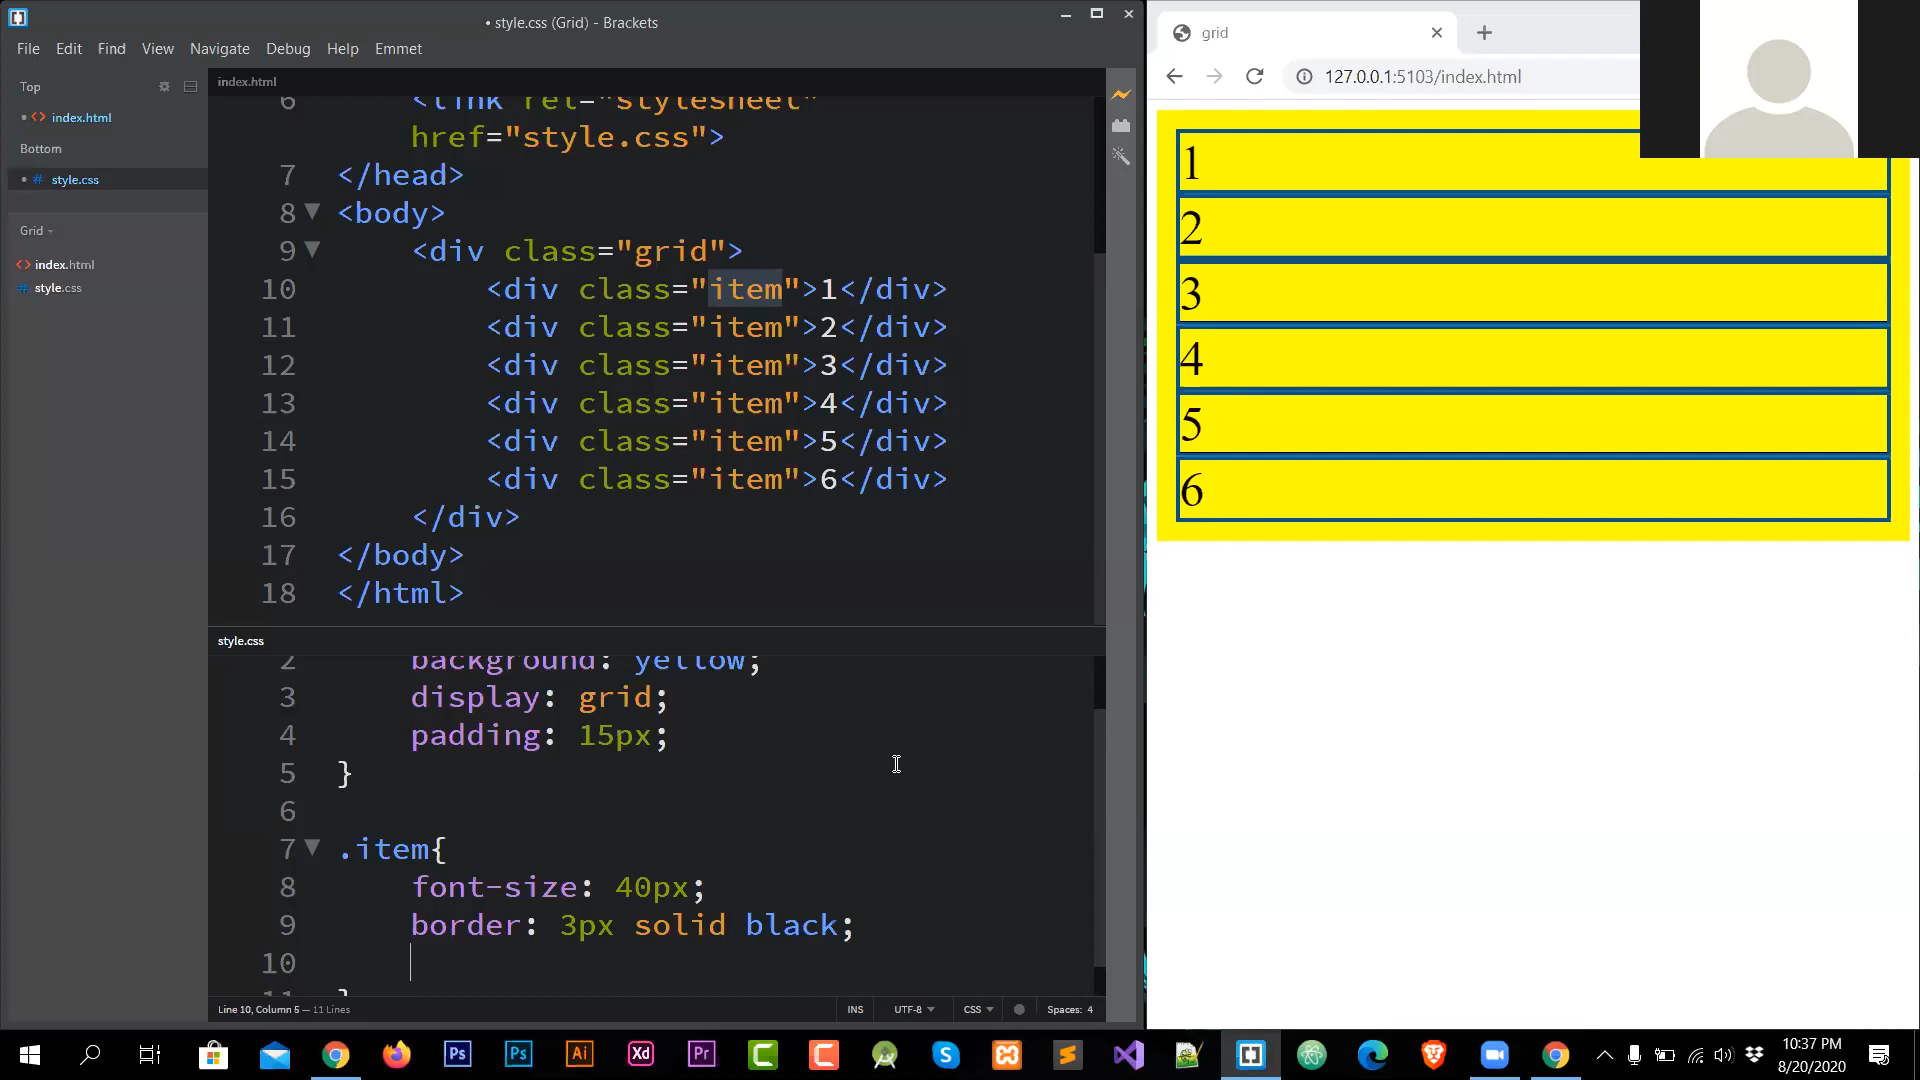 • style.css (Grid) - Brackets
File Edit Find View Navigate Debug Help Emmet
Top
• <> index.html
Bottom
• # style.css
Grid
<> index.html
# style.css
index.html
6 <link rel="stylesheet"
href="style.css">
7 </head>
8 <body>
9 <div class="grid">
10 <div class="item">1</div>
11 <div class="item">2</div>
12 <div class="item">3</div>
13 <div class="item">4</div>
14 <div class="item">5</div>
15 <div class="item">6</div>
16 </div>
17 </body>
18 </html>
style.css
2 background: yellow;
3 display: grid;
4 padding: 15px;
5 }
6
7 .item{
8 font-size: 40px;
9 border: 3px solid black;
10
11 }
Line 10, Column 5 — 11 Lines
INS UTF-8 CSS Spaces: 4
grid
127.0.0.1:5103/index.html
1
2
3
4
5
6
Ps Ps Ai Xd Pr
10:37 PM
8/20/2020